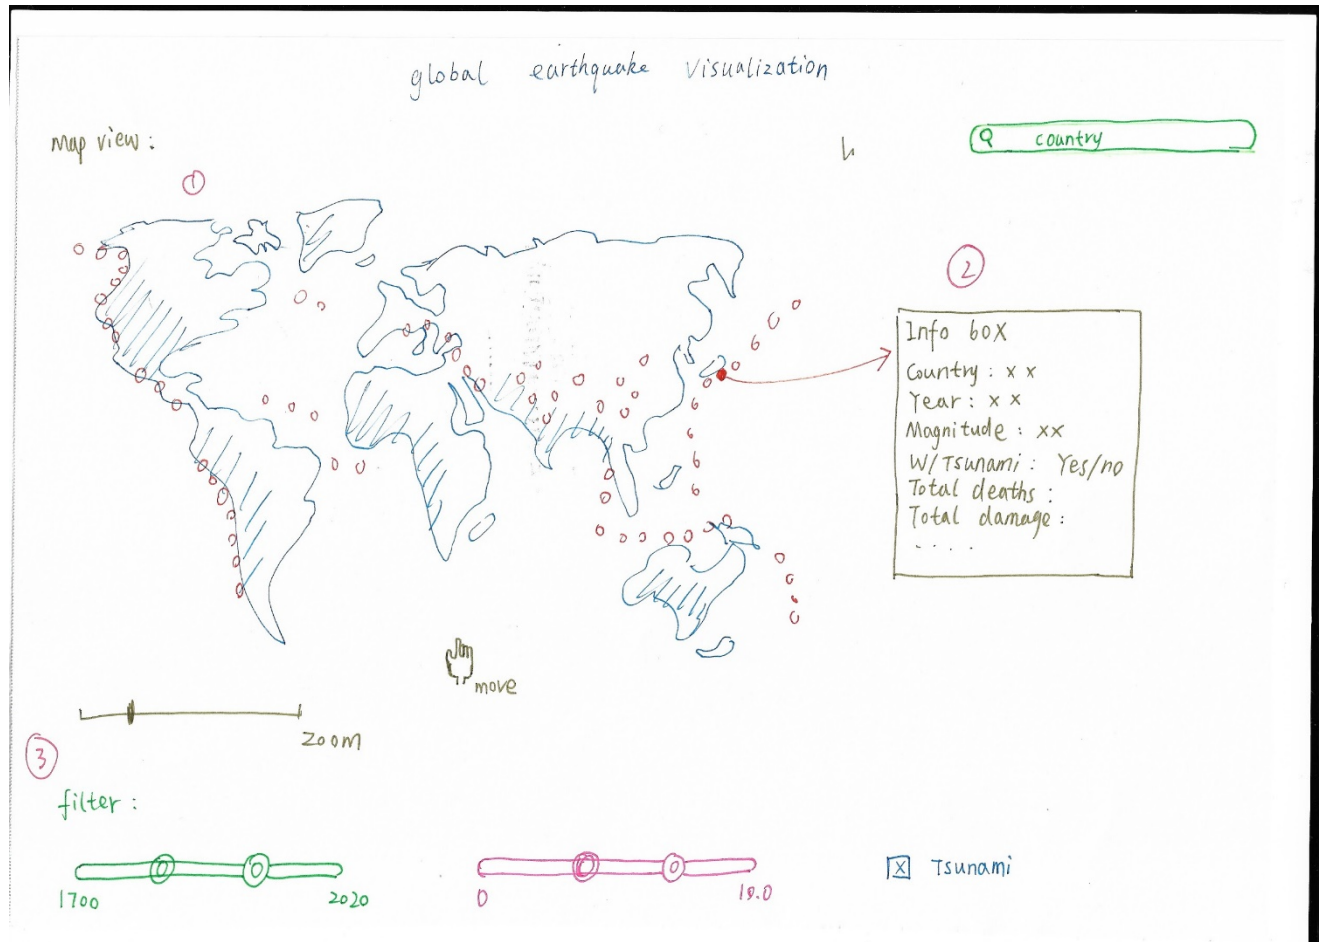 global earthquake visualization
Map view :
Q country
①
②
Info box
Country : x x
Year : x x
Magnitude : xx
W/Tsunami : Yes/no
Total deaths :
Total damage :
. . . .
move
zoom
③
filter :
1700 2020
0 10.0
X Tsunami